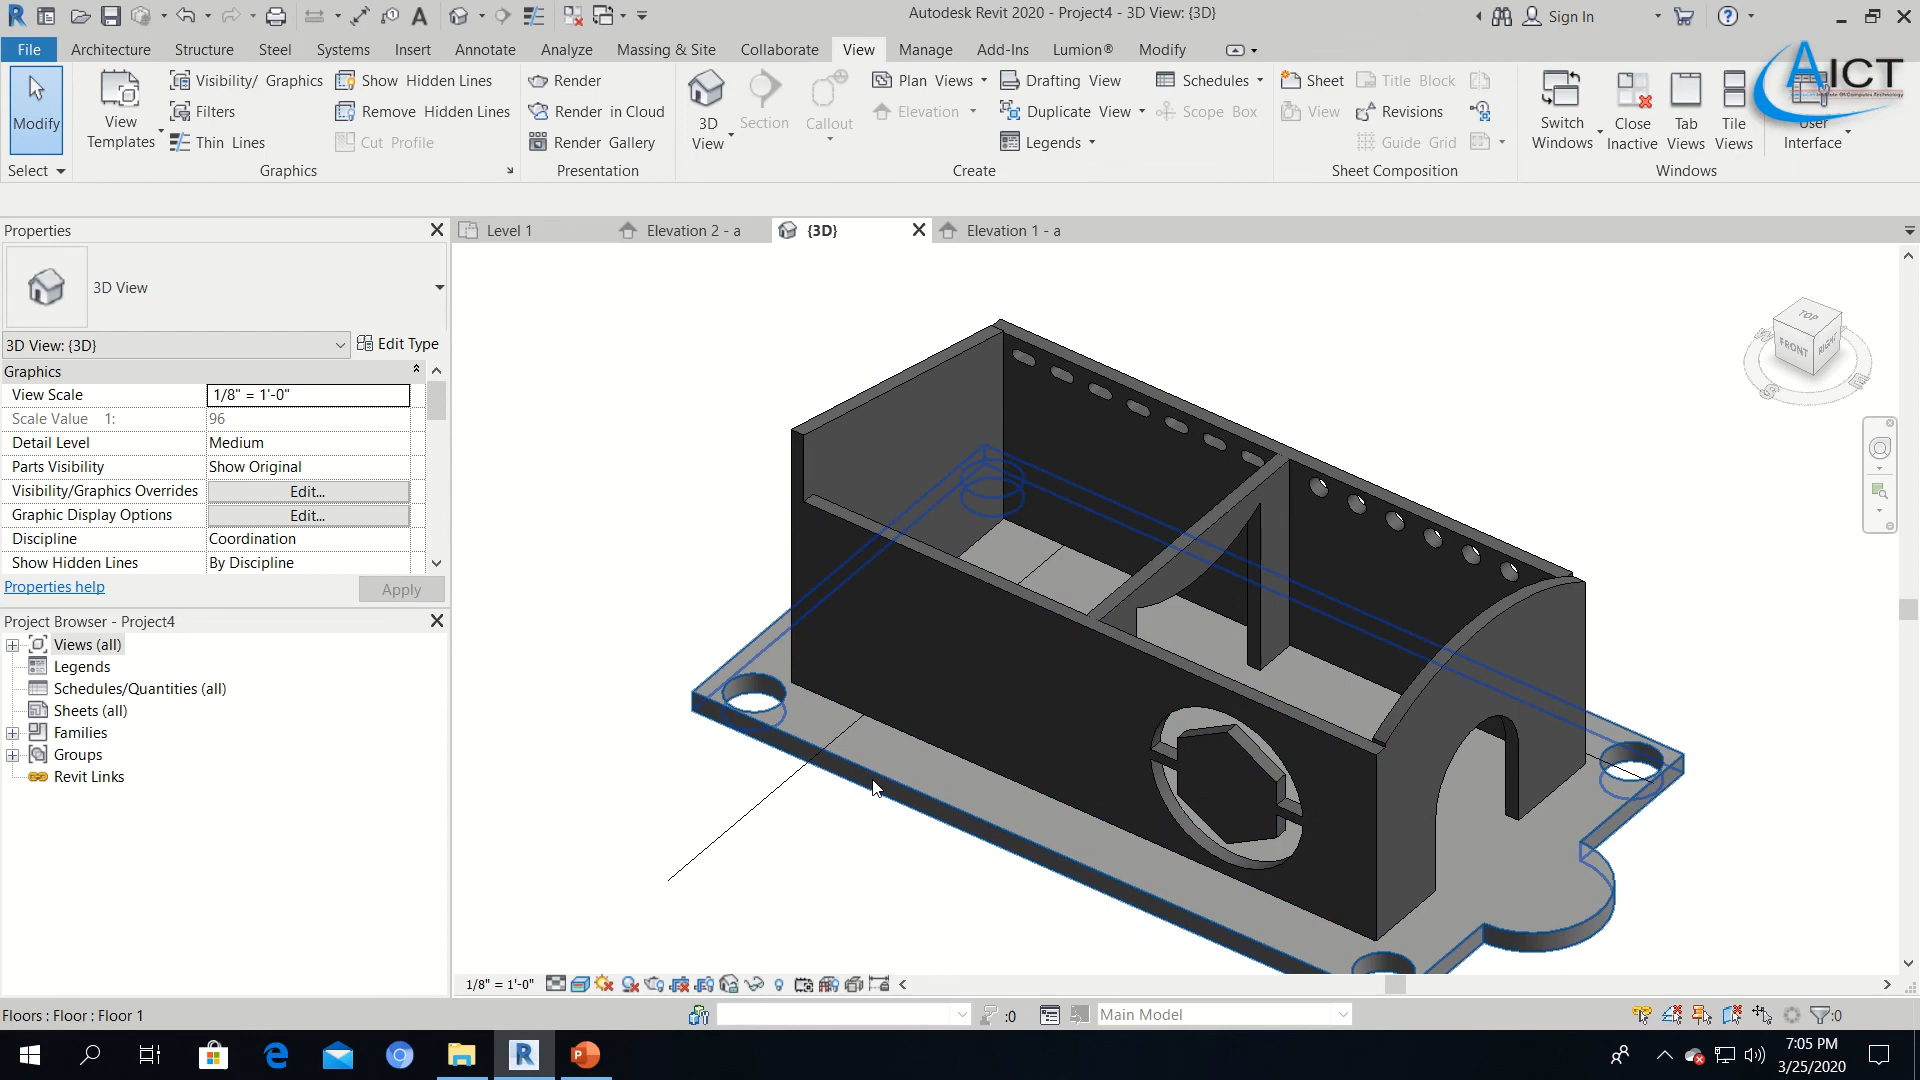 Autodesk Revit 2020 - Project4 - 3D View: {3D}
Sign In
File Architecture Structure Steel Systems Insert Annotate Analyze Massing & Site Collaborate View Manage Add-Ins Lumion® Modify
Modify
View Templates
Visibility/ Graphics
Filters
Thin Lines
Show Hidden Lines
Remove Hidden Lines
Cut Profile
Render
Render in Cloud
Render Gallery
3D View
Section
Callout
Plan Views
Elevation
Drafting View
Duplicate View
Legends
Schedules
Scope Box
Sheet
View
Title Block
Revisions
Guide Grid
Switch Windows
Close Inactive
Tab Views
Tile Views
User Interface
AICT
Select
Graphics
Presentation
Create
Sheet Composition
Windows
Properties
Level 1
Elevation 2 - a
{3D}
Elevation 1 - a
3D View
3D View: {3D}
Edit Type
Graphics
View Scale 1/8" = 1'-0"
Scale Value 1: 96
Detail Level Medium
Parts Visibility Show Original
Visibility/Graphics Overrides Edit...
Graphic Display Options Edit...
Discipline Coordination
Show Hidden Lines By Discipline
Properties help
Apply
Project Browser - Project4
Views (all)
Legends
Schedules/Quantities (all)
Sheets (all)
Families
Groups
Revit Links
TOP
FRONT
RIGHT
W
S
E
1/8" = 1'-0"
Floors : Floor : Floor 1
:0
Main Model
:0
7:05 PM
3/25/2020